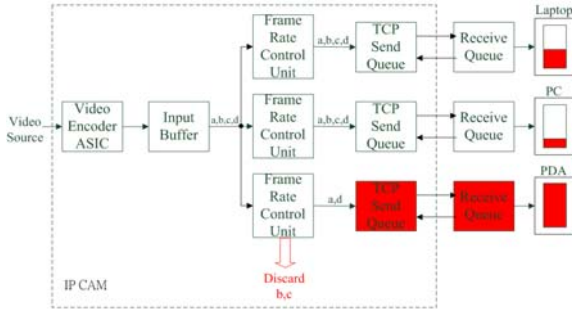 Laptop
Frame
Rate
Control
Unit
a,b,c,d
TCP
Send
Queue
Receive
Queue
PC
Video
Source
Video
Encoder
ASIC
Input
Buffer
a,b,c,d
Frame
Rate
Control
Unit
a,b,c,d
TCP
Send
Queue
Receive
Queue
PDA
Frame
Rate
Control
Unit
a,d
TCP
Send
Queue
Receive
Queue
Discard
b,c
IP CAM